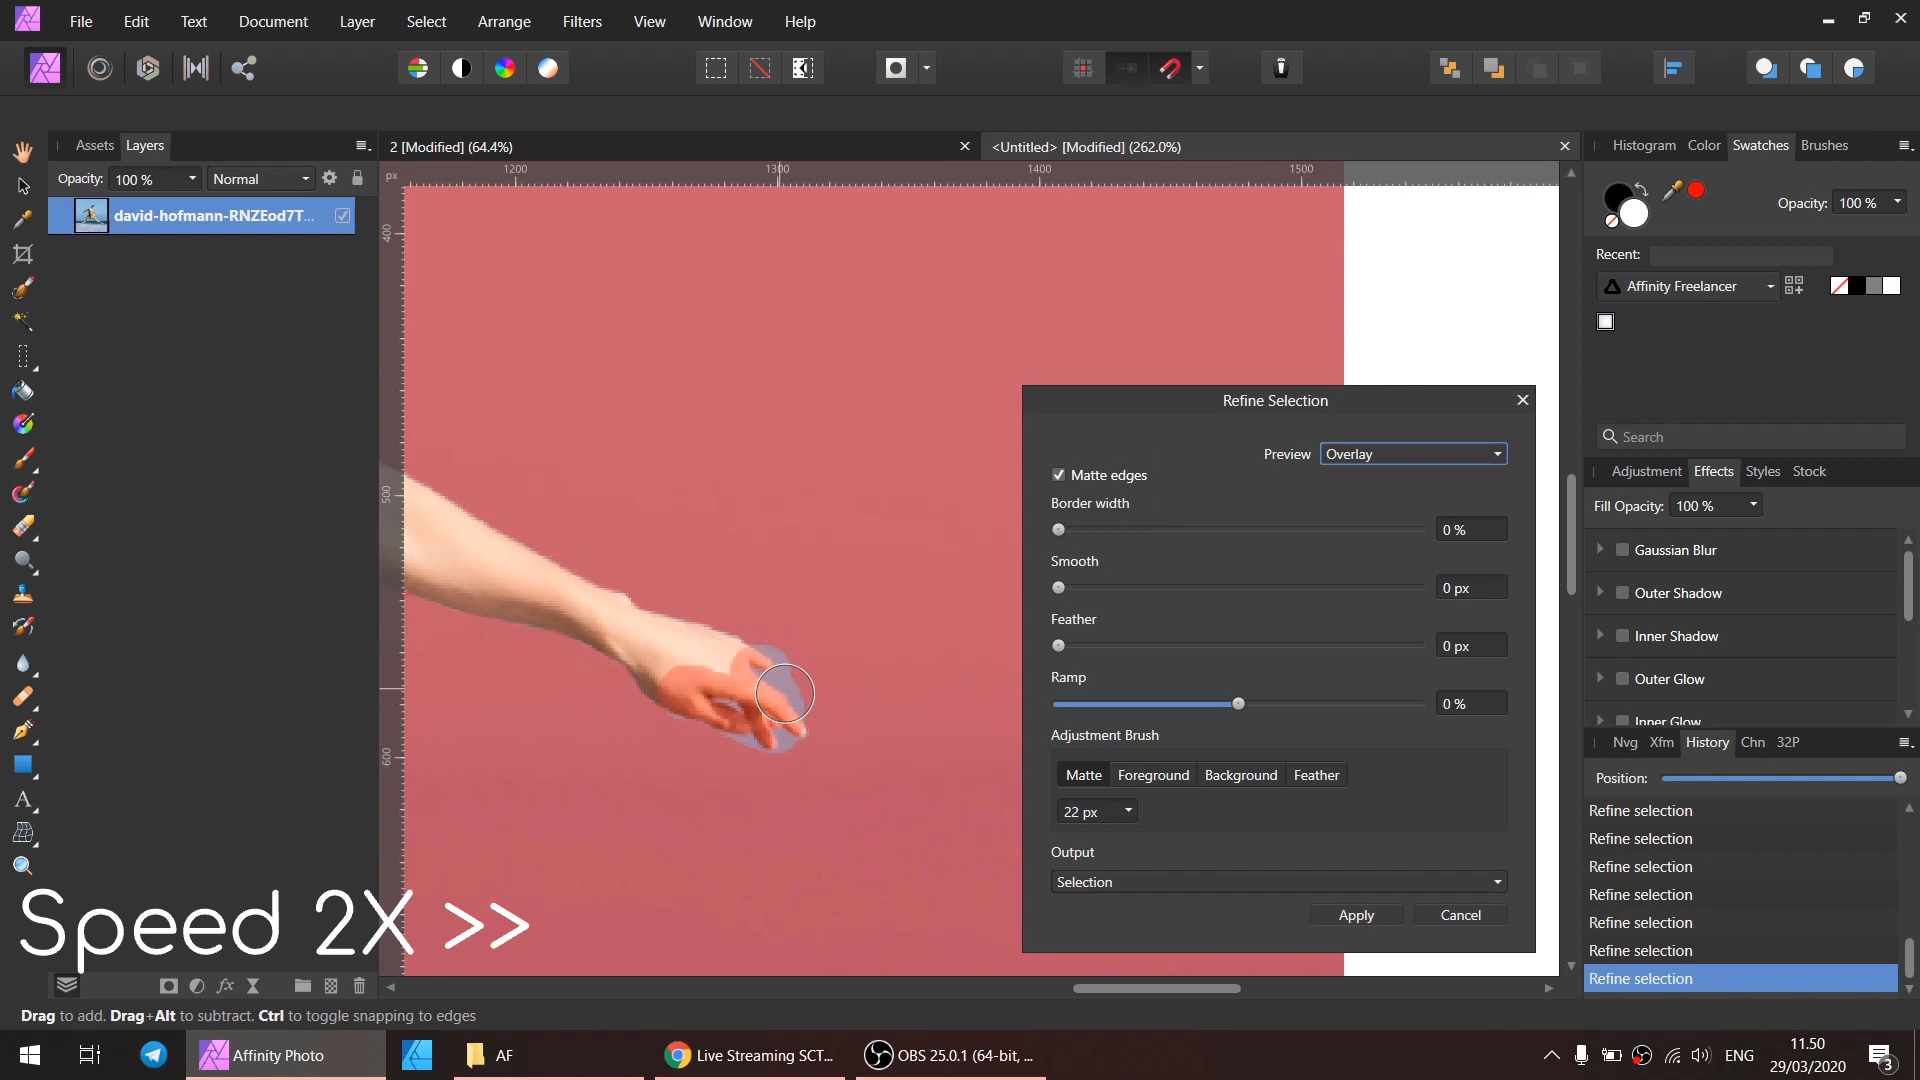 File Edit Text Document Layer Select Arrange Filters View Window Help
Assets Layers
2 [Modified] (64.4%)
<Untitled> [Modified] (262.0%)
Histogram Color Swatches Brushes
Opacity: 100 % Normal
px 1200 1300 1400 1500
david-hofmann-RNZEod7T...
Opacity: 100 %
400
Recent:
Affinity Freelancer
Refine Selection
Search
Preview Overlay
Matte edges
Adjustment Effects Styles Stock
500
Border width
Fill Opacity: 100 %
0 %
Gaussian Blur
Smooth
0 px
Outer Shadow
Feather
0 px
Inner Shadow
Ramp
0 %
Outer Glow
Inner Glow
Adjustment Brush
600
Nvg Xfm History Chn 32P
Matte Foreground Background Feather
Position:
22 px
Refine selection
Refine selection
Output
Refine selection
Selection
Refine selection
Apply Cancel
Refine selection
Speed 2X >>
Refine selection
Refine selection
Drag to add. Drag+Alt to subtract. Ctrl to toggle snapping to edges
Affinity Photo
AF
Live Streaming SCT...
OBS 25.0.1 (64-bit, ...
ENG
11.50
29/03/2020
3